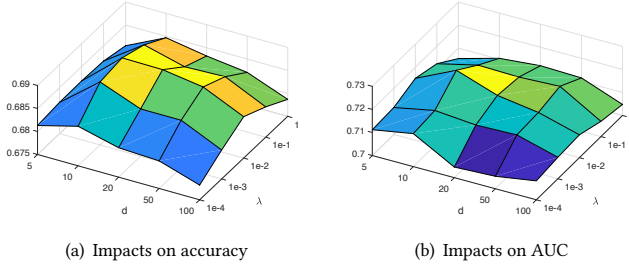 0.69
0.685
0.68
0.675
5
10
20
50
100
d
1e-4
1e-3
1e-2
1e-1
1
λ
(a) Impacts on accuracy
0.73
0.72
0.71
0.7
5
10
20
50
100
d
1e-4
1e-3
1e-2
1e-1
1
λ
(b) Impacts on AUC